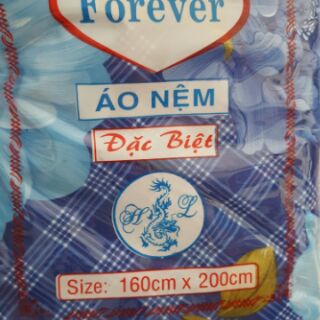 Forever
ÁO NỆM
Đặc Biệt
H L
Size: 160cm x 200cm